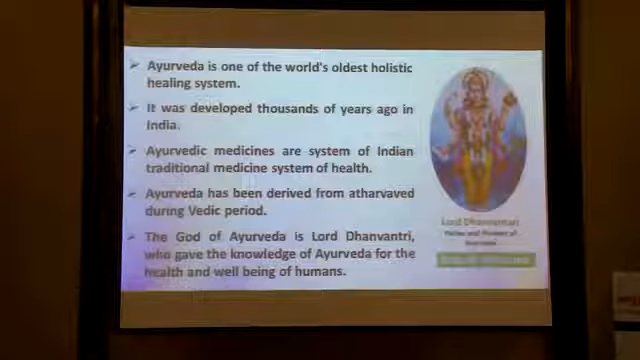 Ayurveda is one of the world's oldest holistic
healing system.
It was developed thousands of years ago in
India.
Ayurvedic medicines are system of Indian
traditional medicine system of health.
Ayurveda has been derived from atharvaved
during Vedic period.
The God of Ayurveda is Lord Dhanvantri,
who gave the knowledge of Ayurveda for the
health and well being of humans.
Lord Dhanvantari